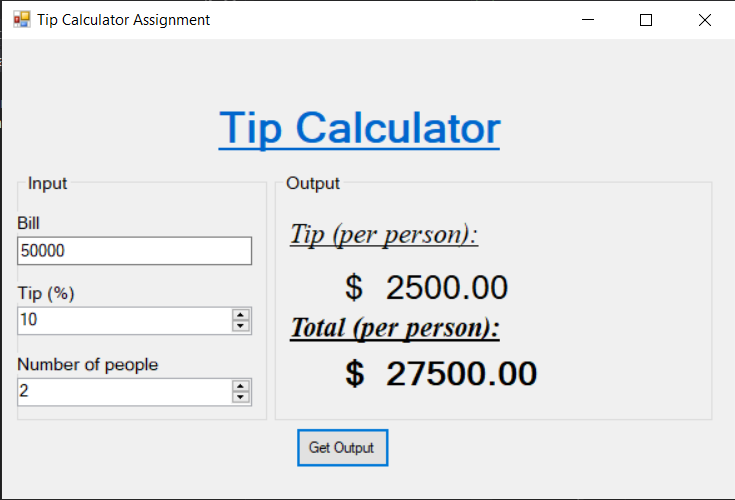 Tip Calculator Assignment
Tip Calculator
Input
Bill
50000
Tip (%)
10
Number of people
2
Output
Tip (per person):
$ 2500.00
Total (per person):
$ 27500.00
Get Output